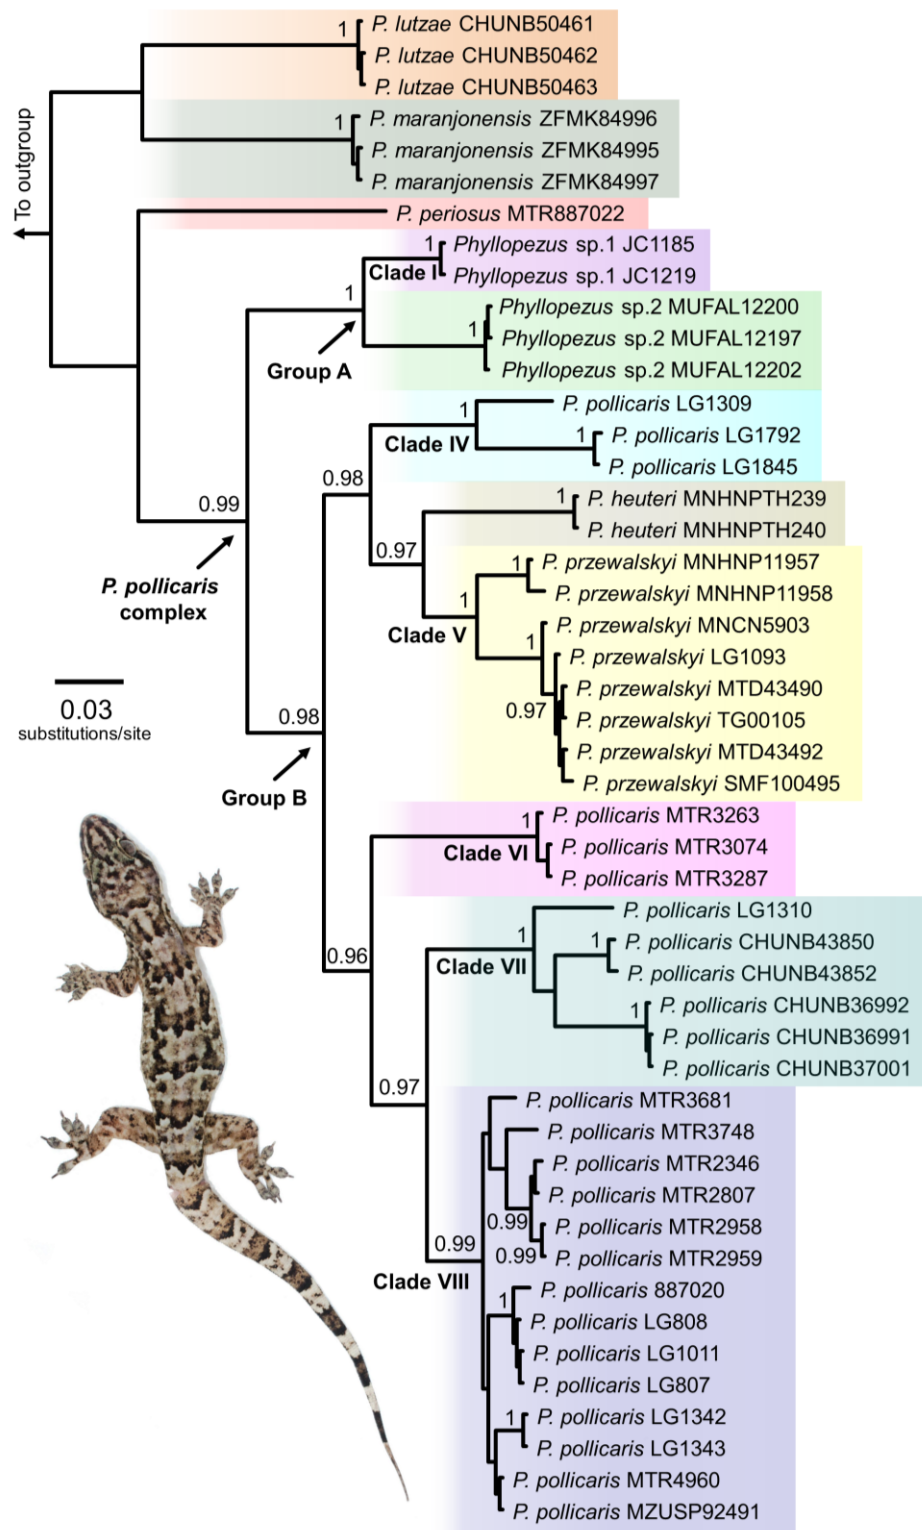 1
P. lutzae CHUNB50461
P. lutzae CHUNB50462
P. lutzae CHUNB50463
1
P. maranjonensis ZFMK84996
P. maranjonensis ZFMK84995
P. maranjonensis ZFMK84997
To outgroup
P. periosus MTR887022
1
Phyllopezus sp.1 JC1185
Clade I
Phyllopezus sp.1 JC1219
1
Group A
1
Phyllopezus sp.2 MUFAL12200
Phyllopezus sp.2 MUFAL12197
Phyllopezus sp.2 MUFAL12202
1
P. pollicaris LG1309
Clade IV
1
P. pollicaris LG1792
P. pollicaris LG1845
0.98
0.99
P. pollicaris
complex
1
P. heuteri MNHNPTH239
P. heuteri MNHNPTH240
0.97
1
P. przewalskyi MNHNP11957
P. przewalskyi MNHNP11958
1
Clade V
1
P. przewalskyi MNCN5903
P. przewalskyi LG1093
P. przewalskyi MTD43490
0.97
P. przewalskyi TG00105
P. przewalskyi MTD43492
P. przewalskyi SMF100495
0.03
substitutions/site
0.98
Group B
1
P. pollicaris MTR3263
Clade VI
P. pollicaris MTR3074
P. pollicaris MTR3287
0.96
P. pollicaris LG1310
1
Clade VII
1
P. pollicaris CHUNB43850
P. pollicaris CHUNB43852
1
P. pollicaris CHUNB36992
P. pollicaris CHUNB36991
P. pollicaris CHUNB37001
0.97
P. pollicaris MTR3681
P. pollicaris MTR3748
P. pollicaris MTR2346
P. pollicaris MTR2807
0.99
P. pollicaris MTR2958
0.99
P. pollicaris MTR2959
0.99
Clade VIII
1
P. pollicaris 887020
P. pollicaris LG808
P. pollicaris LG1011
P. pollicaris LG807
1
P. pollicaris LG1342
P. pollicaris LG1343
P. pollicaris MTR4960
P. pollicaris MZUSP92491